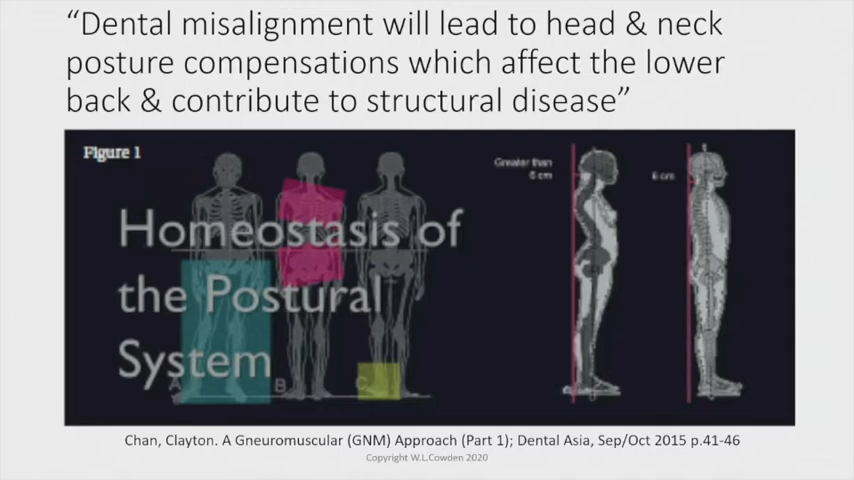 “Dental misalignment will lead to head & neck
posture compensations which affect the lower
back & contribute to structural disease”
Figure 1
Greater than
6 cm
6 cm
Homeostasis of
the Postural
System
A
B
C
Chan, Clayton. A Gneuromuscular (GNM) Approach (Part 1); Dental Asia, Sep/Oct 2015 p.41-46
Copyright W.L.Cowden 2020